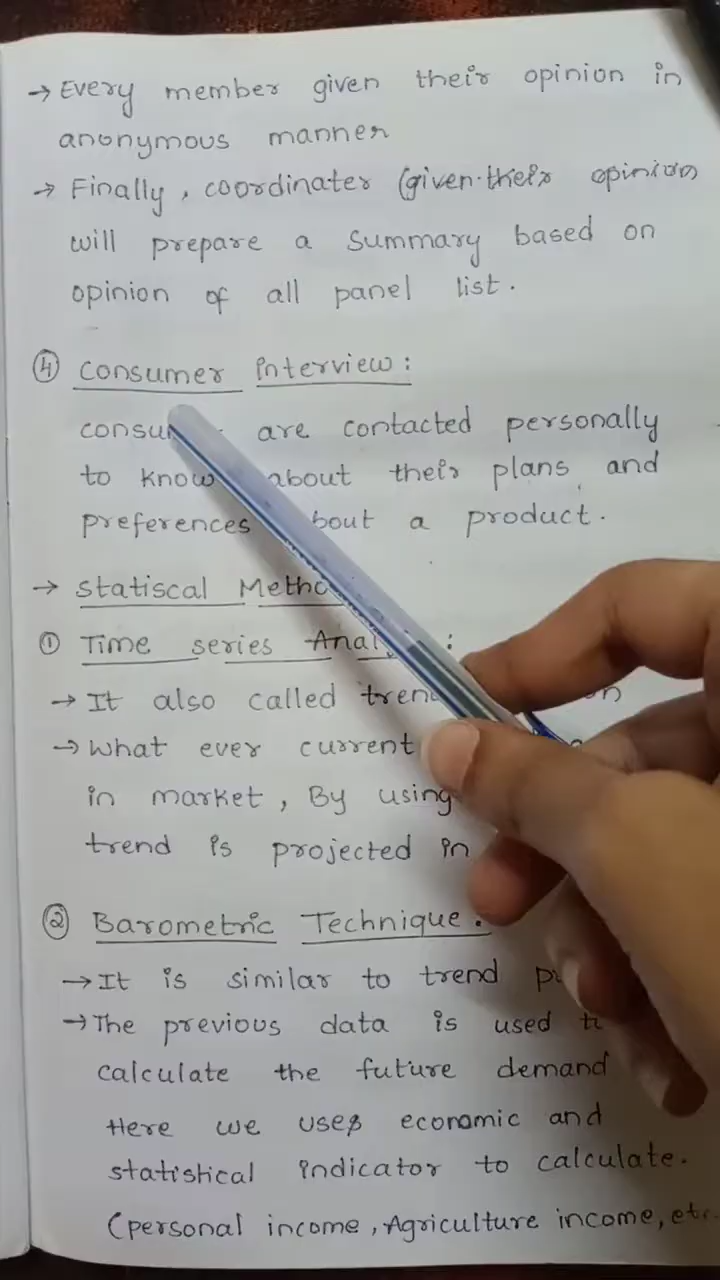 → Every member given their opinion in
anonymous manner
→ Finally, coordinater (given their opinion
will prepare a summary based on
opinion of all panel list.
④ Consumer interview:
are contacted personally
to know about their plans and
preferences a product.
→ Statiscal
① Time series
→ It also called
→ What ever current
in market, By using
trend is projected in
② Barometric Technique:
→ It is similar to trend
→ The previous data is used
calculate the future demand
Here we uses economic and
statistical indicator to calculate.
(personal income, Agriculture income, etc.